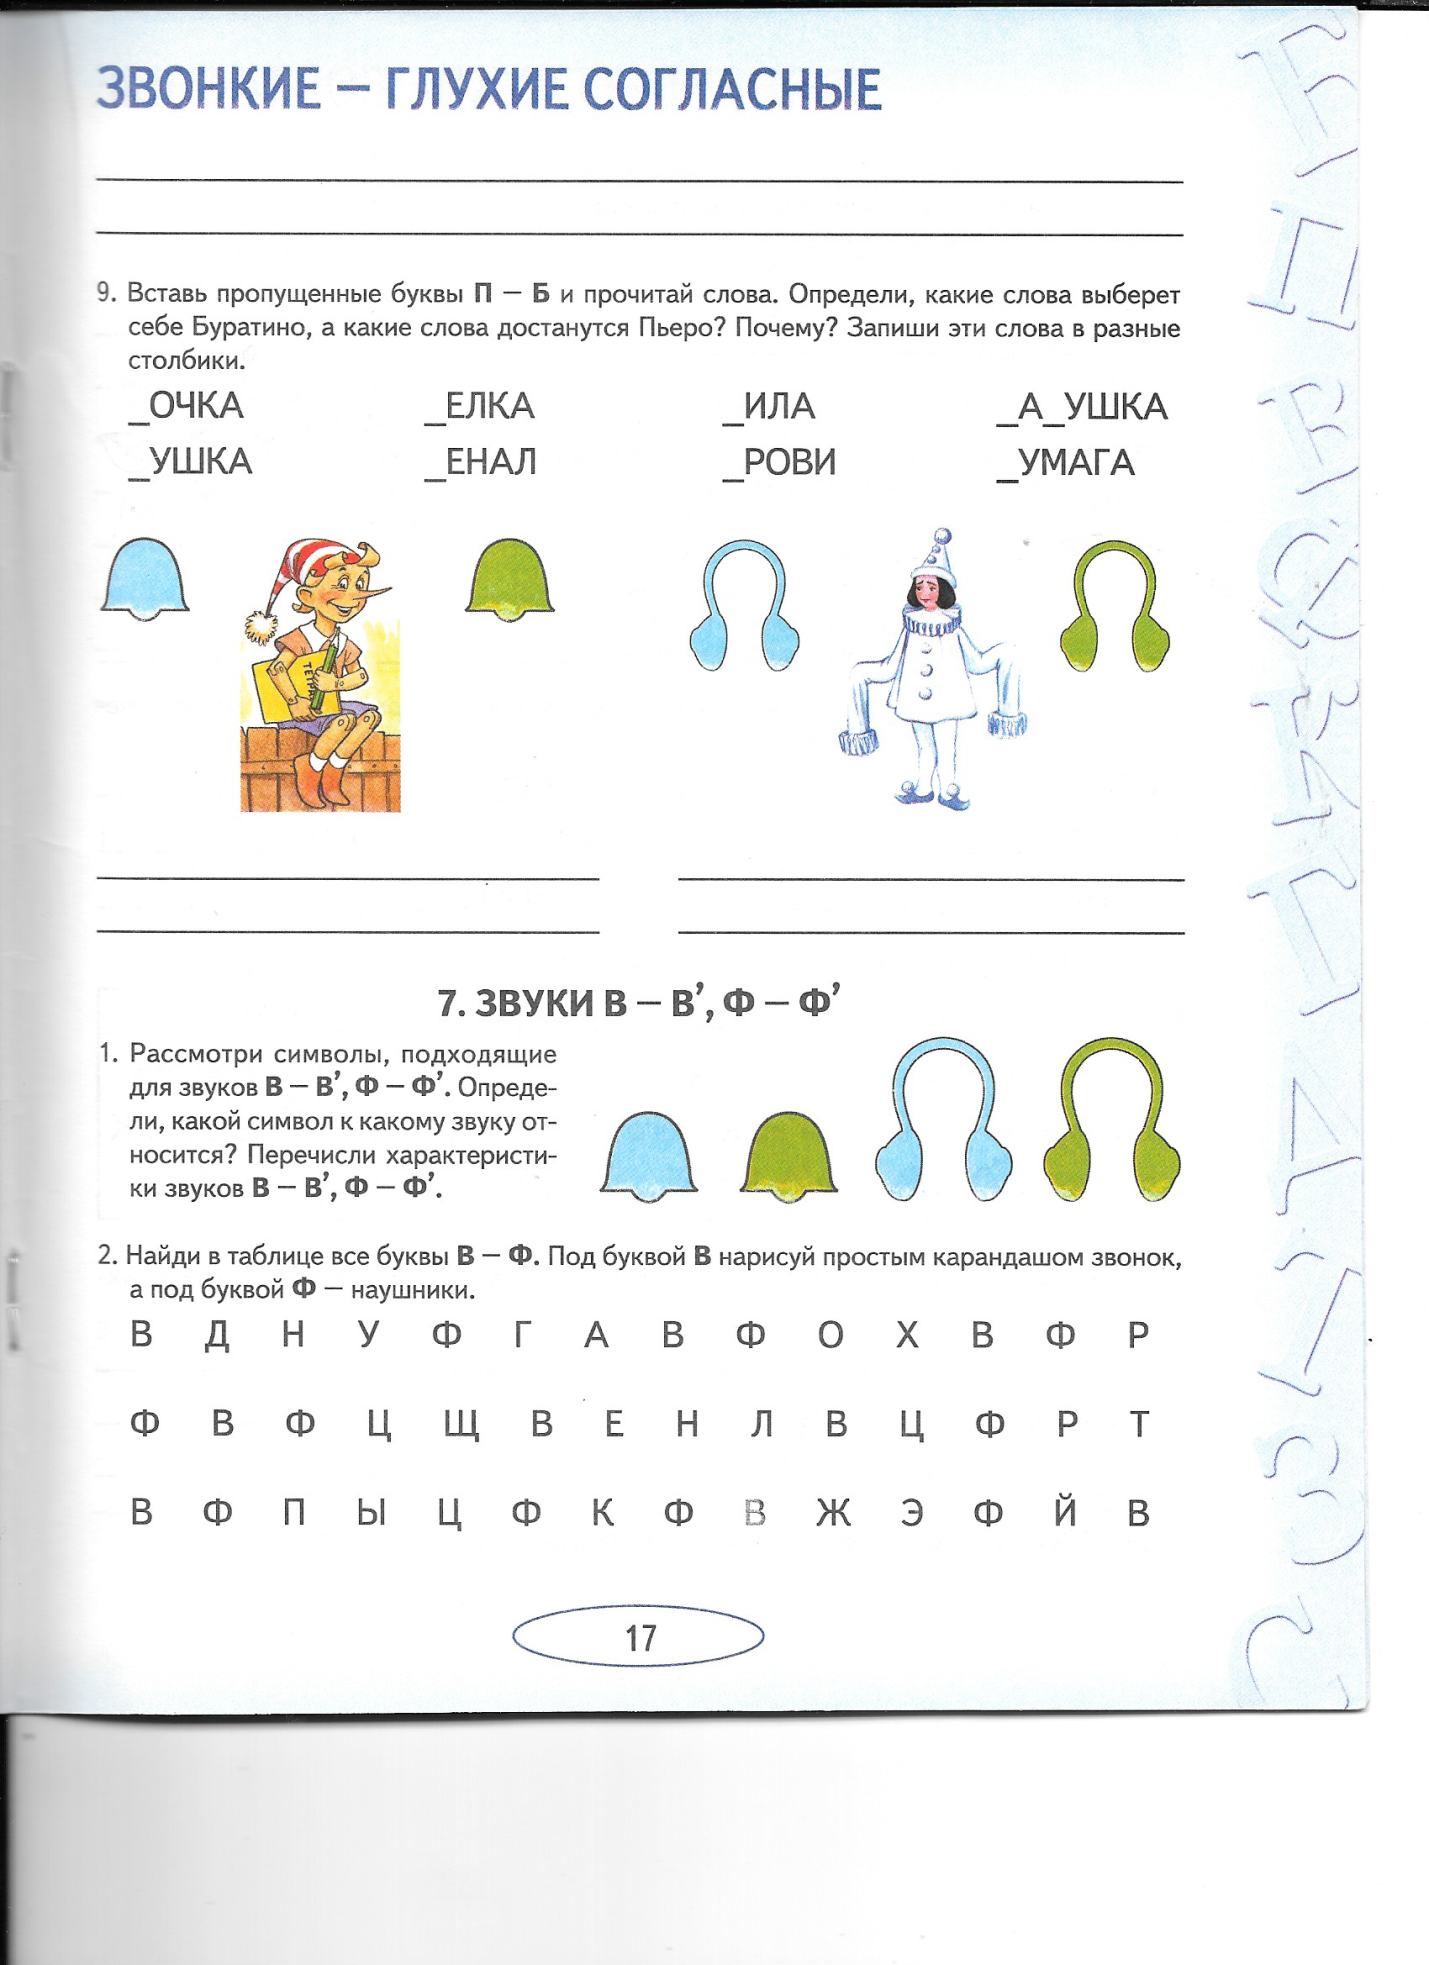 ЗВОНКИЕ — ГЛУХИЕ СОГЛАСНЫЕ
9. Вставь пропущенные буквы П — Б и прочитай слова. Определи, какие слова выберет
себе Буратино, а какие слова достанутся Пьеро? Почему? Запиши эти слова в разные
столбики.
_ОЧКА _ЕЛКА _ИЛА _А_УШКА
_УШКА _ЕНАЛ _РОВИ _УМАГА
ТЕТРАДЬ
7. ЗВУКИ В — В’, Ф — Ф’
1. Рассмотри символы, подходящие
для звуков В — В’, Ф — Ф’. Опреде-
ли, какой символ к какому звуку от-
носится? Перечисли характеристи-
ки звуков В — В’, Ф — Ф’.
2. Найди в таблице все буквы В — Ф. Под буквой В нарисуй простым карандашом звонок,
а под буквой Ф — наушники.
В Д Н У Ф Г А В Ф О Х В Ф Р
Ф В Ф Ц Щ В Е Н Л В Ц Ф Р Т
В Ф П Ы Ц Ф К Ф В Ж Э Ф Й В
17